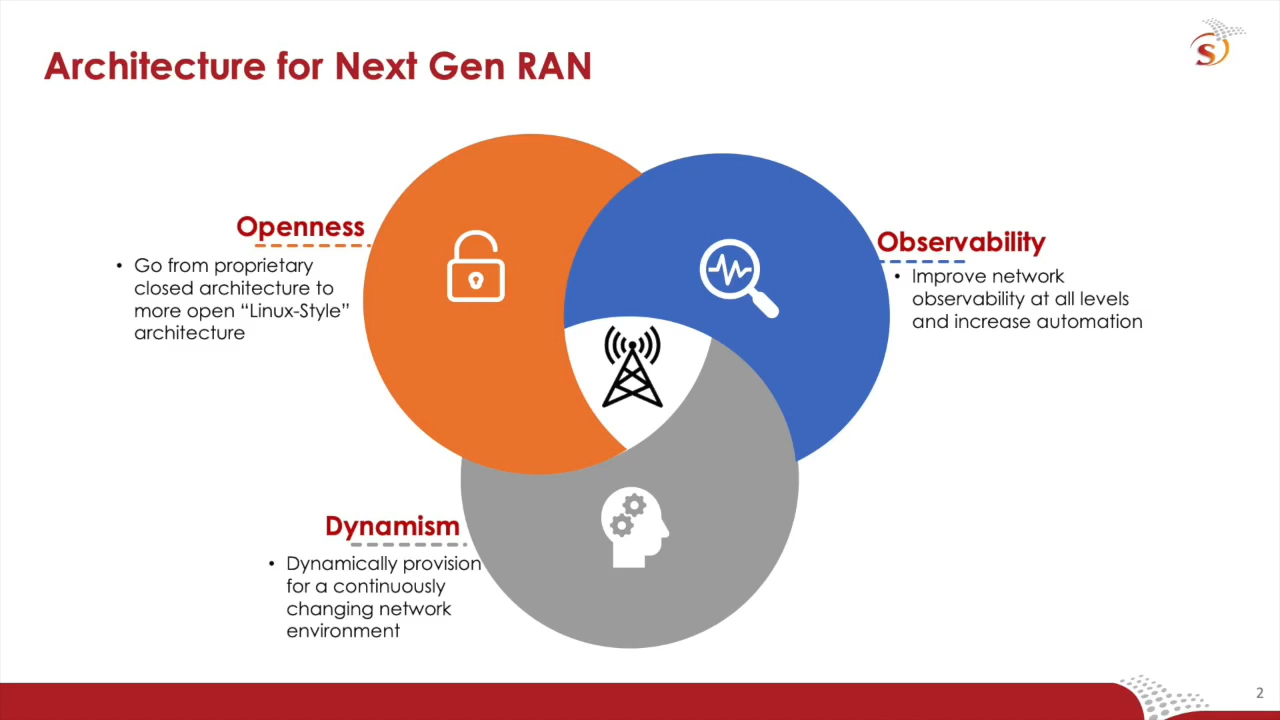 Architecture for Next Gen RAN
S
Openness
• Go from proprietary
closed architecture to
more open “Linux-Style”
architecture
Observability
• Improve network
observability at all levels
and increase automation
Dynamism
• Dynamically provision
for a continuously
changing network
environment
2